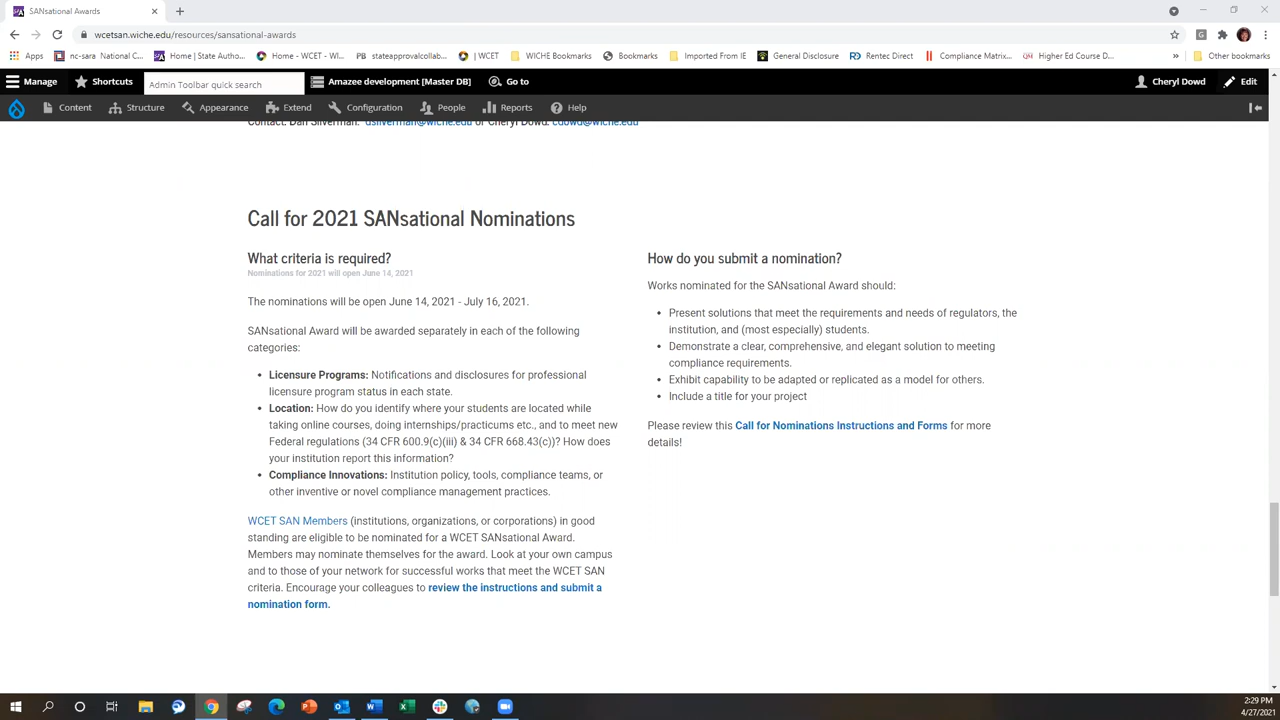 SANsational Awards
wcetsan.wiche.edu/resources/sansational-awards
Apps nc-sara National C... Home | State Autho... Home - WCET - WI... stateapprovalcollab... | WCET WICHE Bookmarks Bookmarks Imported From IE General Disclosure Rentec Direct Compliance Matrix... Higher Ed Course D... » Other bookmarks
Manage Shortcuts Admin Toolbar quick search Amazee development [Master DB] Go to Cheryl Dowd Edit
Content Structure Appearance Extend Configuration People Reports Help
Contact: Dan Silverman: dsilverman@wiche.edu or Cheryl Dowd: cdowd@wiche.edu
Call for 2021 SANsational Nominations
What criteria is required?
Nominations for 2021 will open June 14, 2021
The nominations will be open June 14, 2021 - July 16, 2021.
SANsational Award will be awarded separately in each of the following
categories:
• Licensure Programs: Notifications and disclosures for professional
licensure program status in each state.
• Location: How do you identify where your students are located while
taking online courses, doing internships/practicums etc., and to meet new
Federal regulations (34 CFR 600.9(c)(iii) & 34 CFR 668.43(c))? How does
your institution report this information?
• Compliance Innovations: Institution policy, tools, compliance teams, or
other inventive or novel compliance management practices.
WCET SAN Members (institutions, organizations, or corporations) in good
standing are eligible to be nominated for a WCET SANsational Award.
Members may nominate themselves for the award. Look at your own campus
and to those of your network for successful works that meet the WCET SAN
criteria. Encourage your colleagues to review the instructions and submit a
nomination form.
How do you submit a nomination?
Works nominated for the SANsational Award should:
• Present solutions that meet the requirements and needs of regulators, the
institution, and (most especially) students.
• Demonstrate a clear, comprehensive, and elegant solution to meeting
compliance requirements.
• Exhibit capability to be adapted or replicated as a model for others.
• Include a title for your project
Please review this Call for Nominations Instructions and Forms for more
details!
2:29 PM
4/27/2021